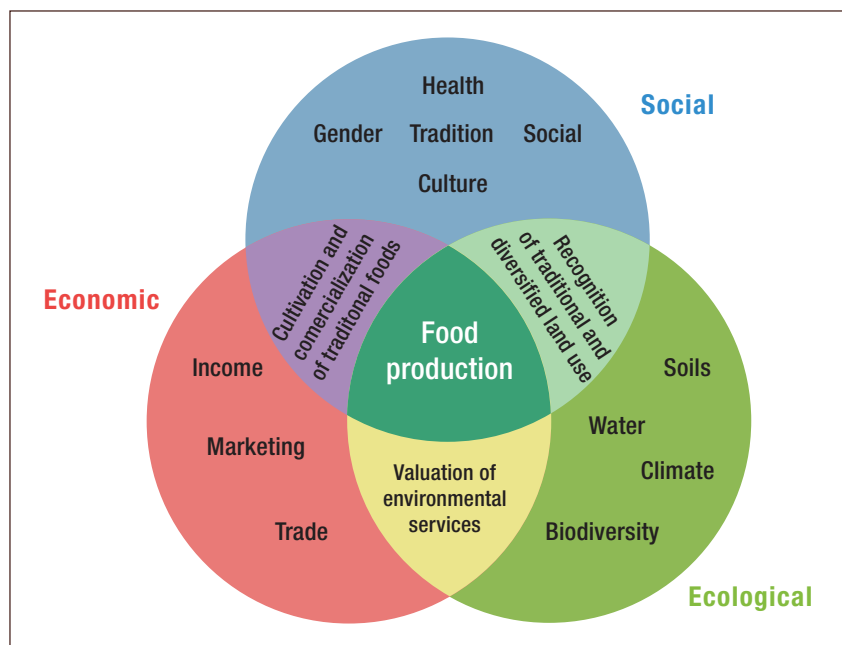 Health
Social
Gender Tradition Social
Culture
Cultivation and
comercialization
of traditonal foods
Recognition
of traditional and
diversified land use
Economic
Food
production
Income
Soils
Water
Marketing
Climate
Valuation of
environmental
services
Trade
Biodiversity
Ecological